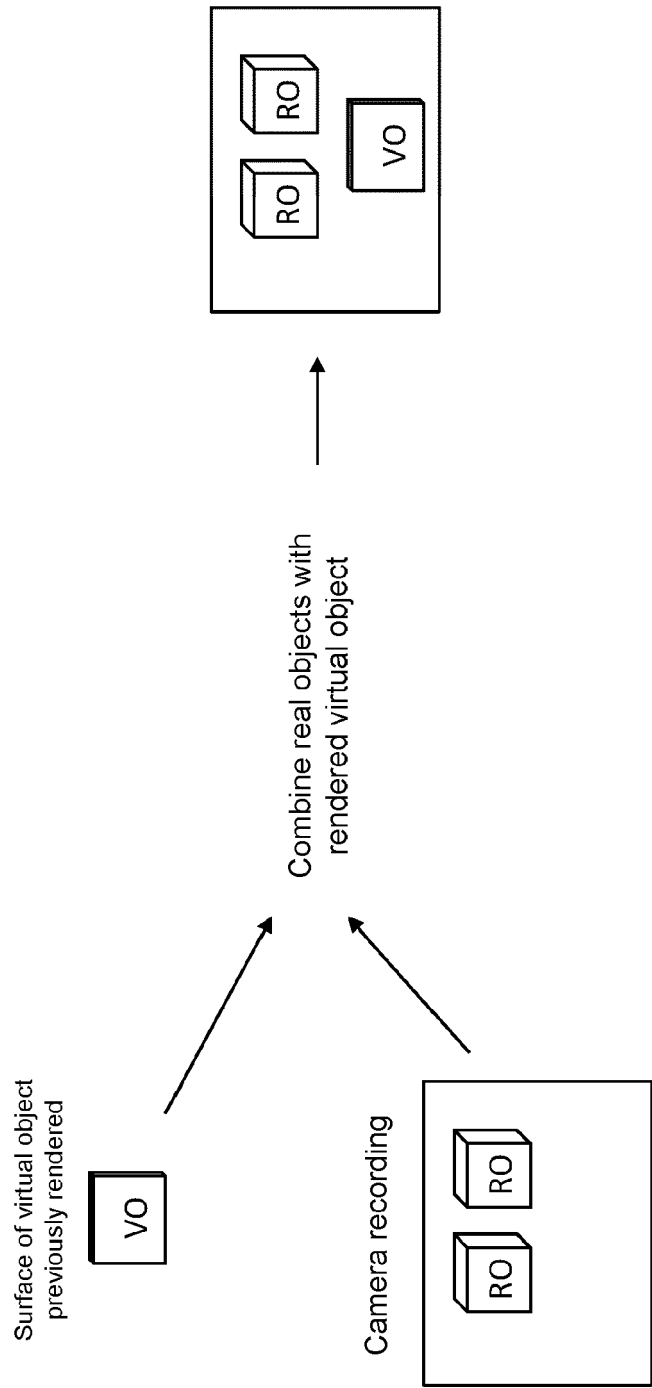 Surface of virtual object
previously rendered
VO
Camera recording
RO RO
Combine real objects with
rendered virtual object
RO RO
VO